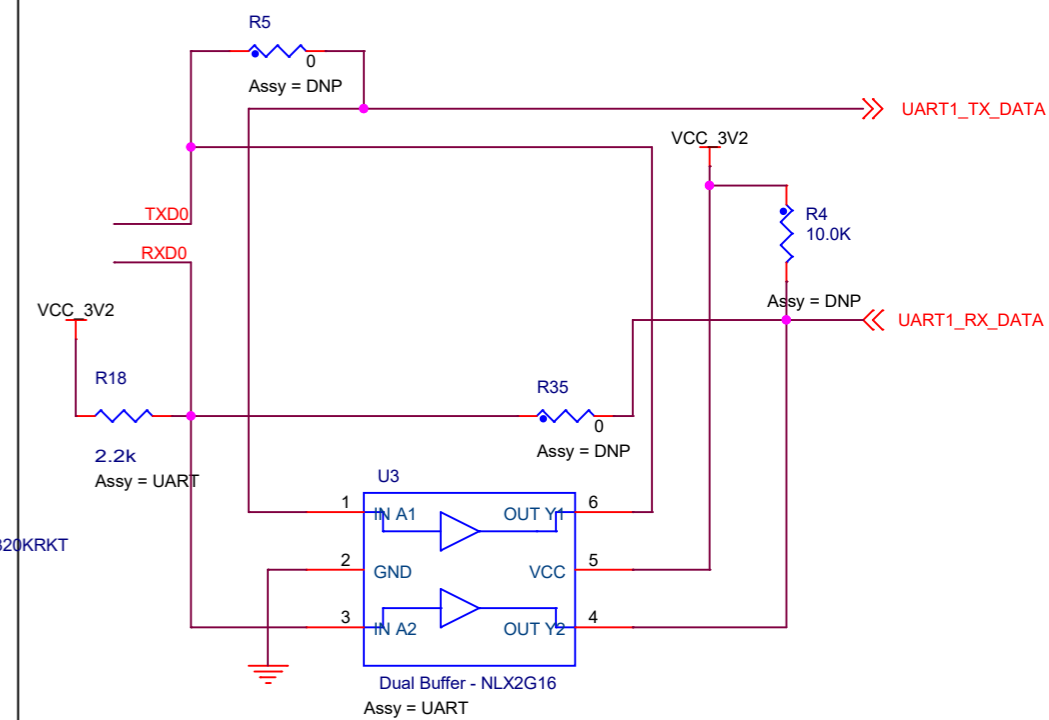 R5
0
Assy = DNP
UART1_TX_DATA
VCC_3V2
TXD0
R4
10.0K
RXD0
Assy = DNP
VCC_3V2
UART1_RX_DATA
R18
R35
0
2.2k
Assy = DNP
Assy = UART
U3
1
IN A1
OUT Y1
6
320KRKT
2
GND
VCC
5
3
IN A2
OUT Y2
4
Dual Buffer - NLX2G16
Assy = UART